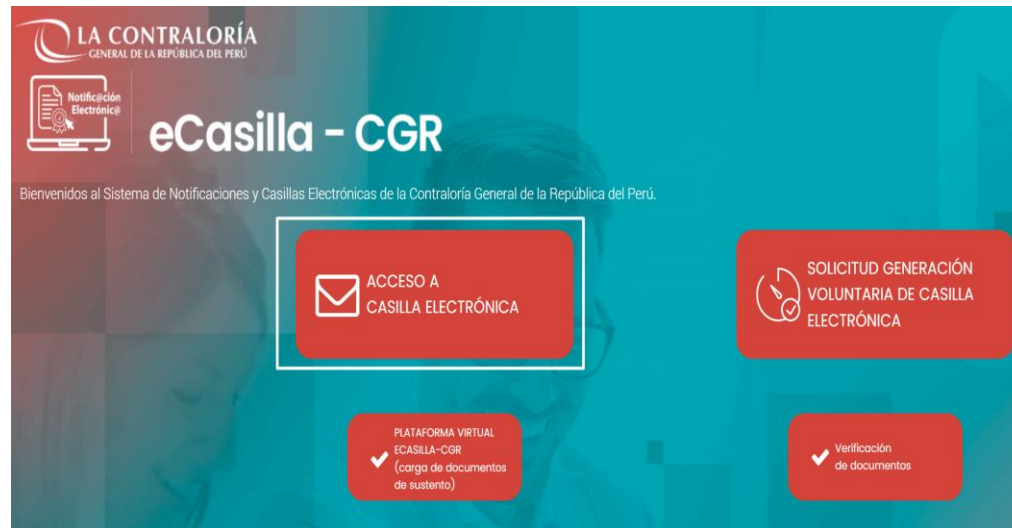 LA CONTRALORÍA
GENERAL DE LA REPÚBLICA DEL PERÚ
Notific@ción
Electrónic@
eCasilla - CGR
Bienvenidos al Sistema de Notificaciones y Casillas Electrónicas de la Contraloría General de la República del Perú.
ACCESO A
CASILLA ELECTRÓNICA
SOLICITUD GENERACIÓN
VOLUNTARIA DE CASILLA
ELECTRÓNICA
PLATAFORMA VIRTUAL
ECASILLA-CGR
(carga de documentos
de sustento)
Verificación
de documentos